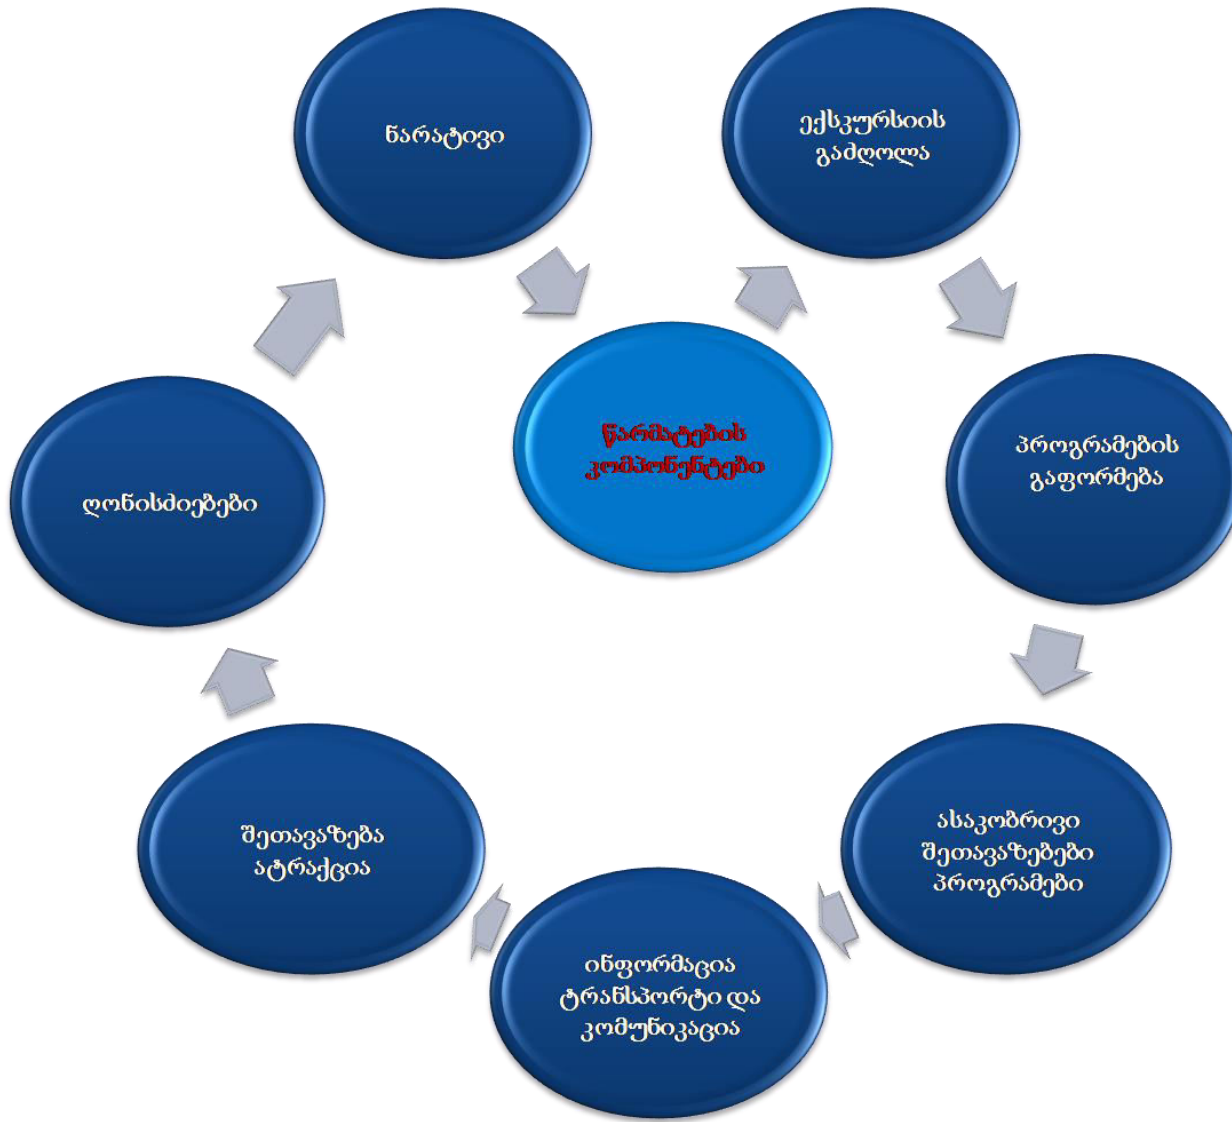 ნარატივი
ექსკურსიის
გაძღოლა
წარმატების
კომპონენტები
პროგრამების
გაფორმება
ღონისძიებები
შეთავაზება
ატრაქცია
ასაკობრივი
შეთავაზებები
პროგრამები
ინფორმაცია
ტრანსპორტი და
კომუნიკაცია